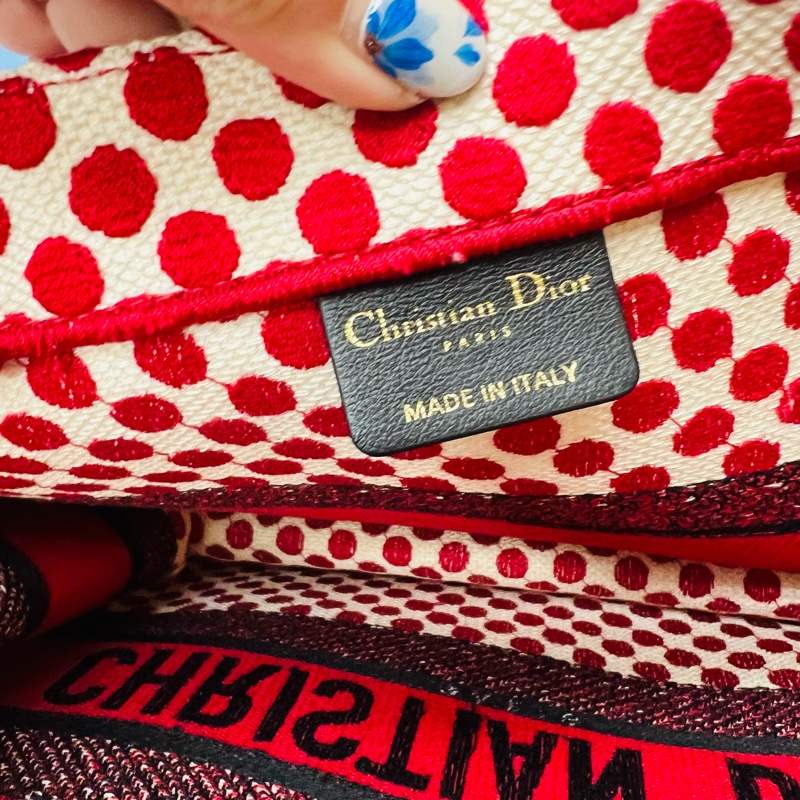 Christian Dior
PARIS
MADE IN ITALY
CHRISTIAN D